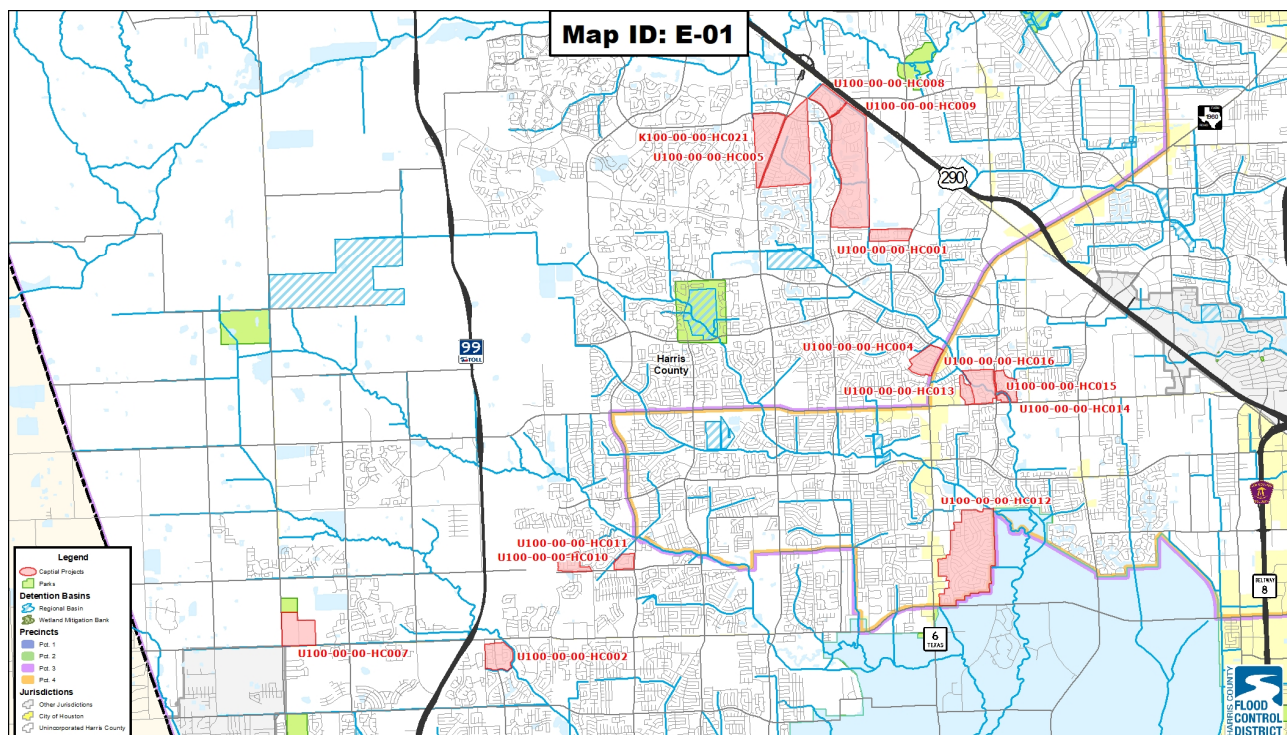 Map ID: E-01
U100-00-00-HC008
U100-00-00-HC009
K100-00-00-HC021
U100-00-00-HC005
290
U100-00-00-HC001
99
TOLL
Harris
County
U100-00-00-HC004
U100-00-00-HC016
U100-00-00-HC013
U100-00-00-HC015
U100-00-00-HC014
U100-00-00-HC012
U100-00-00-HC011
U100-00-00-HC010
BELTWAY
8
6
TEXAS
U100-00-00-HC007
U100-00-00-HC002
Legend
Captial Projects
Parks
Detention Basins
Regional Basin
Wetland Mitigation Bank
Precincts
Pct. 1
Pct. 2
Pct. 3
Pct. 4
Jurisdictions
Other Jurisdictions
City of Houston
Unincorporated Harris County
HARRIS COUNTY
FLOOD
CONTROL
DISTRICT